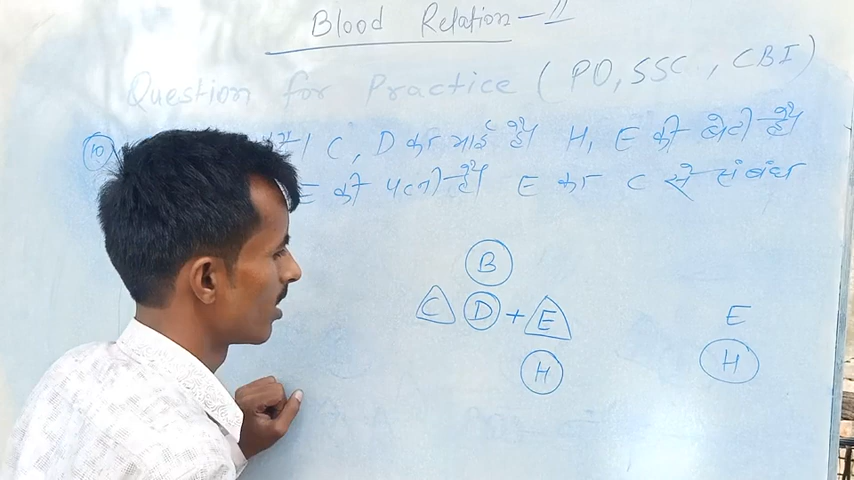 Blood Relation-II
Question for Practice ( PO, SSC, CBI )
10 C, D का भाई है। H, E की बेटी है।
E की पत्नी है। E का C से संबंध
B
C D + E E
H H